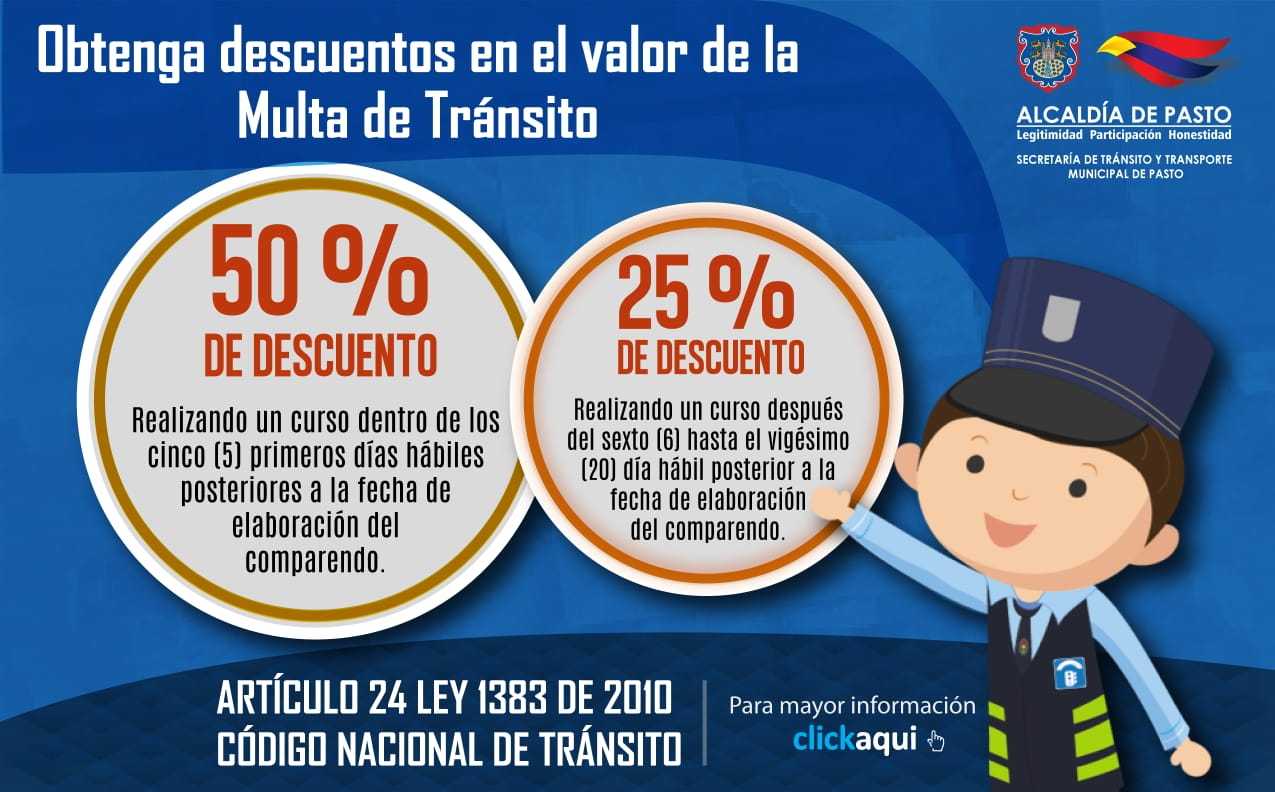 Obtenga descuentos en el valor de la
Multa de Tránsito
ALCALDÍA DE PASTO
Legitimidad Participación Honestidad
SECRETARÍA DE TRÁNSITO Y TRANSPORTE
MUNICIPAL DE PASTO
50 %
DE DESCUENTO
Realizando un curso dentro de los
cinco (5) primeros días hábiles
posteriores a la fecha de
elaboración del
comparendo.
25 %
DE DESCUENTO
Realizando un curso después
del sexto (6) hasta el vigésimo
(20) día hábil posterior a la
fecha de elaboración
del comparendo.
ARTÍCULO 24 LEY 1383 DE 2010
CÓDIGO NACIONAL DE TRÁNSITO
Para mayor información
clickaqui